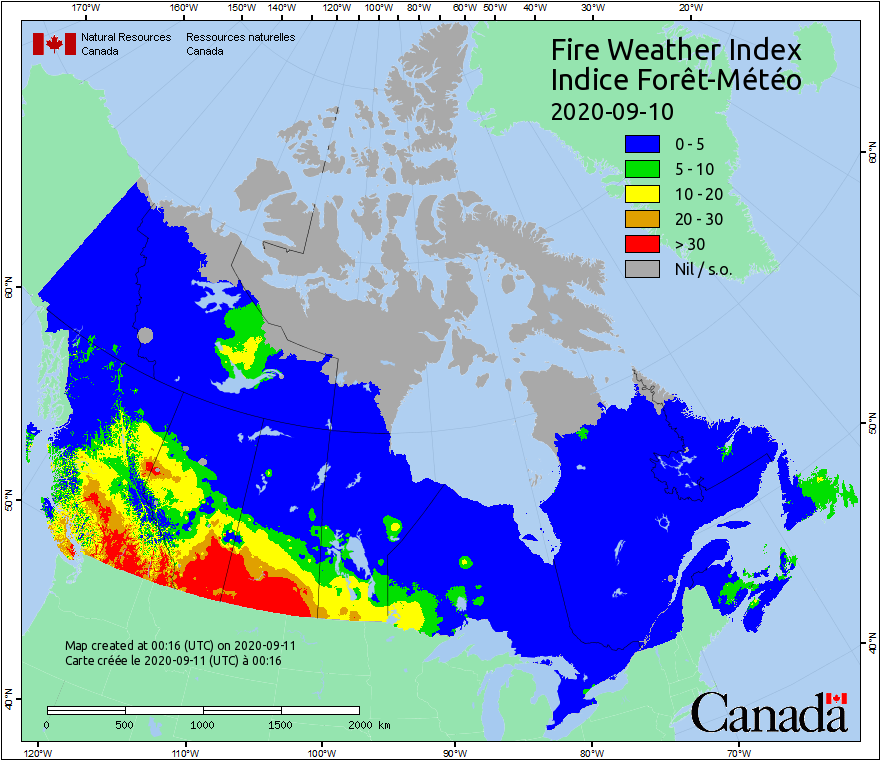 170°W 160°W 150°W 140°W 130°W 120°W 110°W 100°W 90°W 80°W 70°W 60°W 50°W 40°W 30°W 20°W
Natural Resources Canada
Ressources naturelles Canada
Fire Weather Index
Indice Forêt-Météo
2020-09-10
0 - 5
5 - 10
10 - 20
20 - 30
> 30
Nil / s.o.
60°N
60°N
50°N
50°N
40°N
40°N
Map created at 00:16 (UTC) on 2020-09-11
Carte créée le 2020-09-11 (UTC) à 00:16
0 500 1000 1500 2000 km
Canada
120°W 110°W 100°W 90°W 80°W 70°W